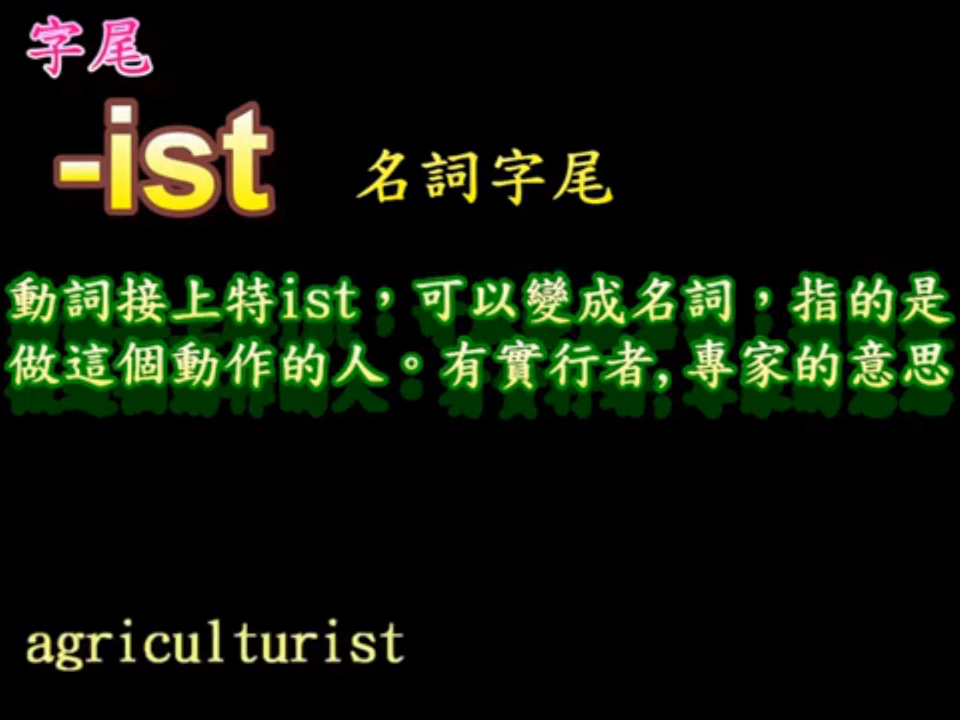 字尾
-ist 名詞字尾
動詞接上特ist，可以變成名詞，指的是
做這個動作的人。有實行者,專家的意思
agriculturist